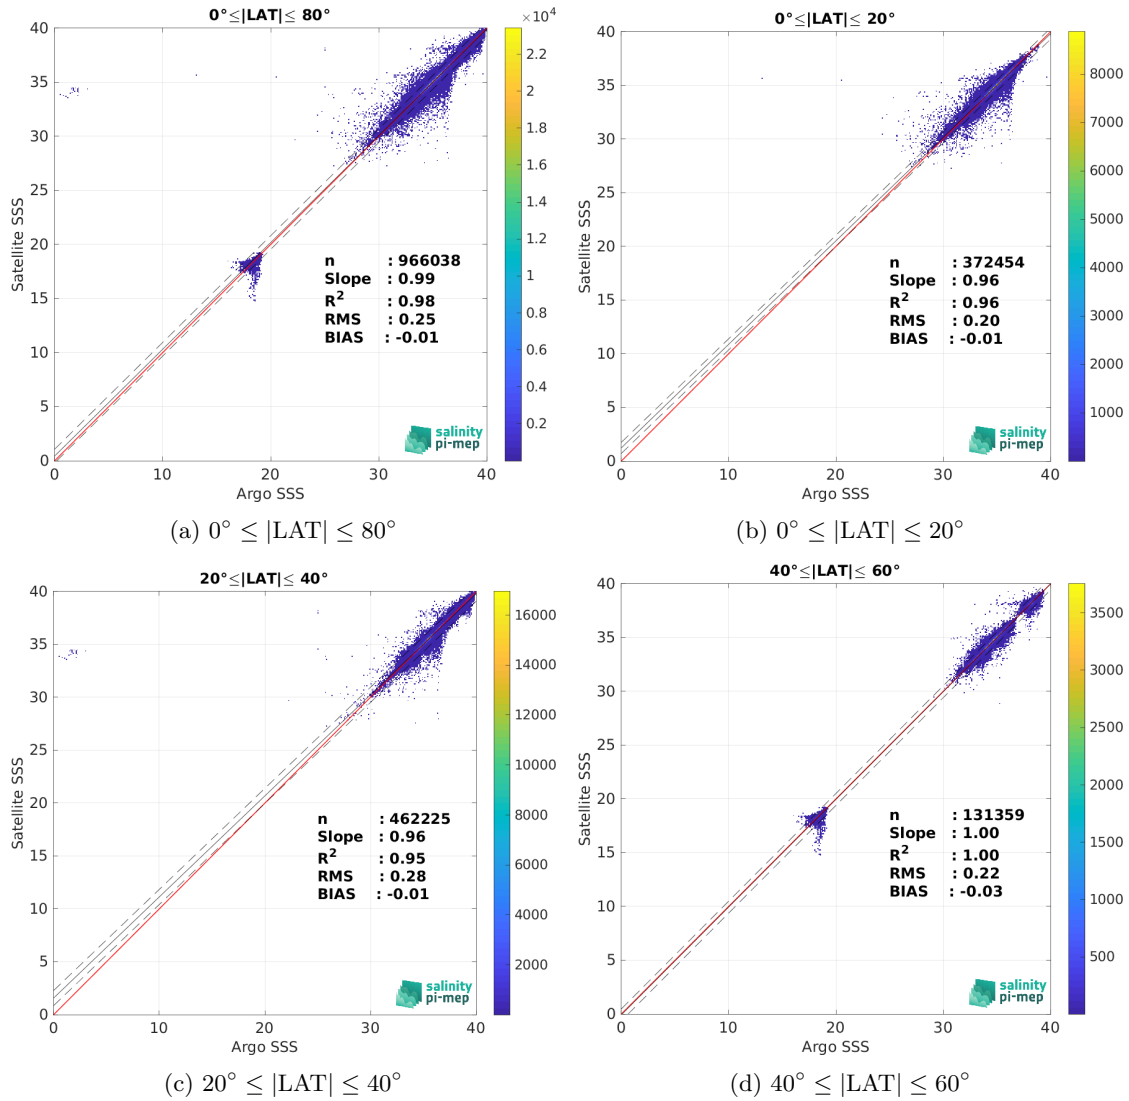 0°≤|LAT|≤ 80°
×10⁴
40
35
30
25
20
15
10
5
0
0
10
20
30
40
Satellite SSS
Argo SSS
n : 966038
Slope : 0.99
R² : 0.98
RMS : 0.25
BIAS : -0.01
salinity
pi-mep
2.2
2
1.8
1.6
1.4
1.2
1
0.8
0.6
0.4
0.2
(a) 0° ≤ |LAT| ≤ 80°
0°≤|LAT|≤ 20°
40
35
30
25
20
15
10
5
0
0
10
20
30
40
Satellite SSS
Argo SSS
n : 372454
Slope : 0.96
R² : 0.96
RMS : 0.20
BIAS : -0.01
salinity
pi-mep
8000
7000
6000
5000
4000
3000
2000
1000
(b) 0° ≤ |LAT| ≤ 20°
20°≤|LAT|≤ 40°
40
35
30
25
20
15
10
5
0
0
10
20
30
40
Satellite SSS
Argo SSS
n : 462225
Slope : 0.96
R² : 0.95
RMS : 0.28
BIAS : -0.01
salinity
pi-mep
16000
14000
12000
10000
8000
6000
4000
2000
(c) 20° ≤ |LAT| ≤ 40°
40°≤|LAT|≤ 60°
40
35
30
25
20
15
10
5
0
0
10
20
30
40
Satellite SSS
Argo SSS
n : 131359
Slope : 1.00
R² : 1.00
RMS : 0.22
BIAS : -0.03
salinity
pi-mep
3500
3000
2500
2000
1500
1000
500
(d) 40° ≤ |LAT| ≤ 60°